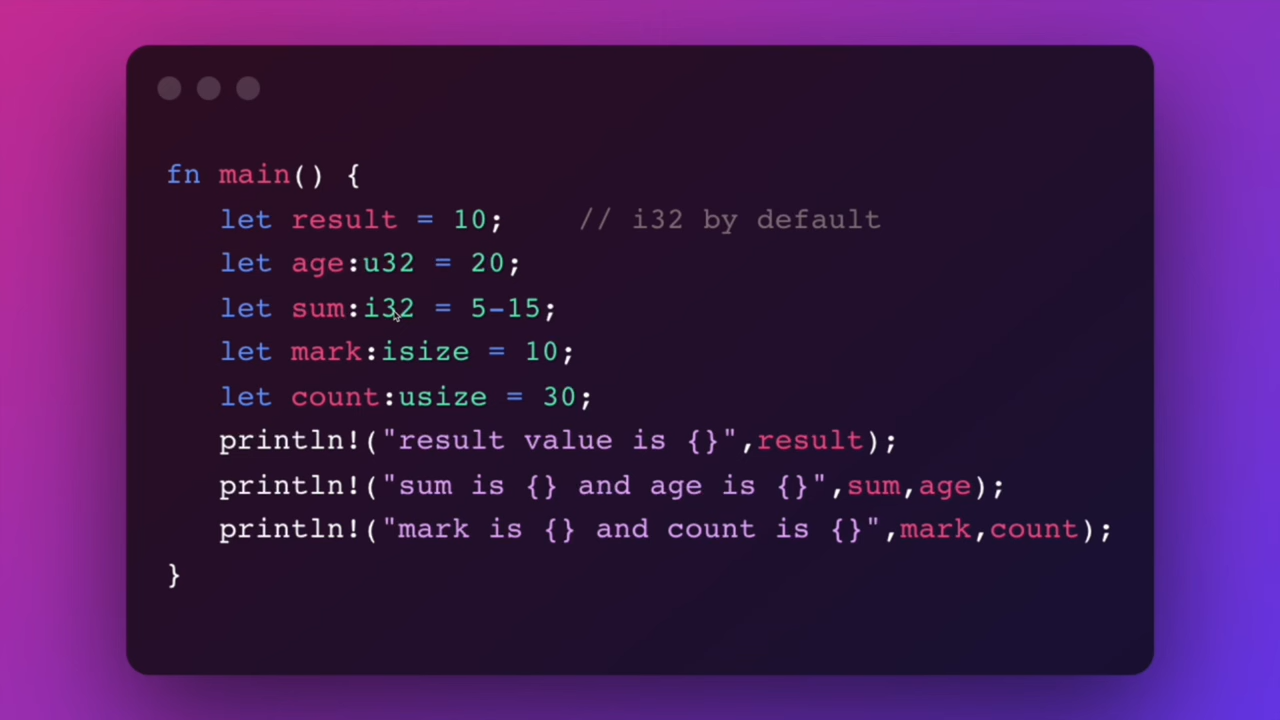 fn main() {
let result = 10; // i32 by default
let age:u32 = 20;
let sum:i32 = 5-15;
let mark:isize = 10;
let count:usize = 30;
println!("result value is {}",result);
println!("sum is {} and age is {}",sum,age);
println!("mark is {} and count is {}",mark,count);
}